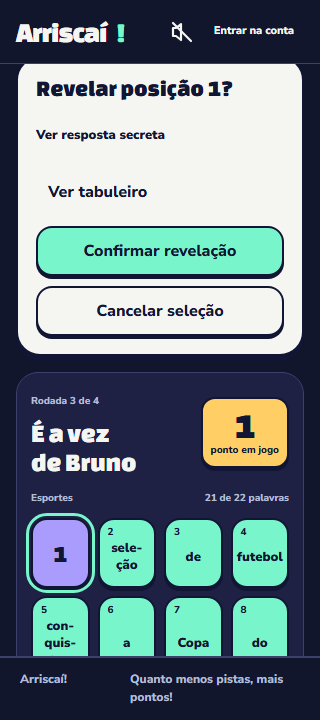 Arriscaí !
Entrar na conta
Revelar posição 1?
Ver resposta secreta
Ver tabuleiro
Confirmar revelação
Cancelar seleção
Rodada 3 de 4
É a vez
de Bruno
1
ponto em jogo
Esportes
21 de 22 palavras
1
2
sele-
ção
3
de
4
futebol
5
con-
quis-
6
a
7
Copa
8
do
Arriscaí!
Quanto menos pistas, mais
pontos!